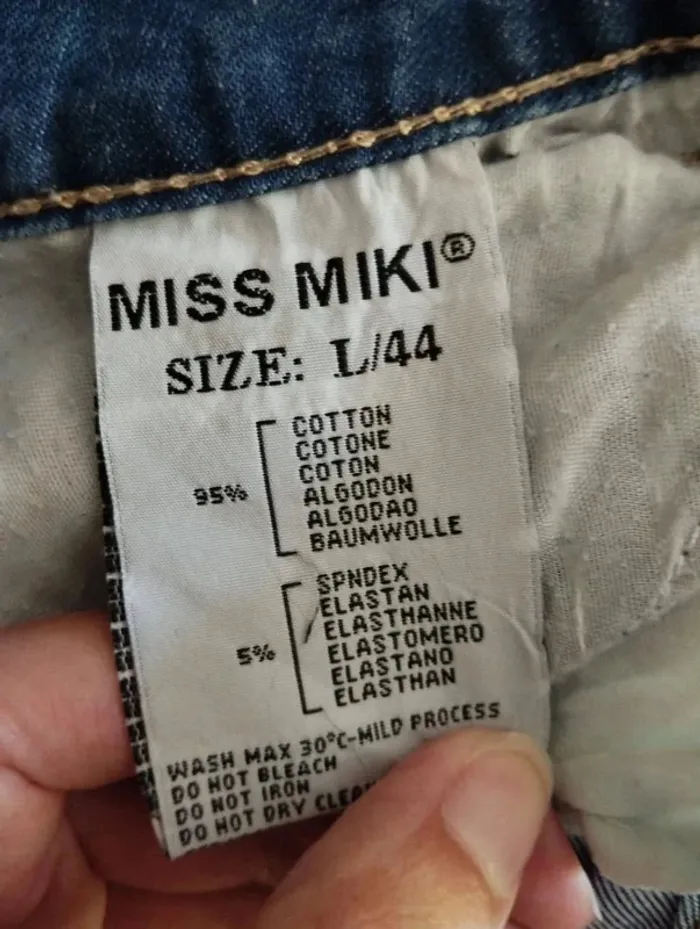 MISS MIKI®
SIZE: L/44
95%
COTTON
COTONE
COTON
ALGODON
ALGODAO
BAUMWOLLE
5%
SPNDEX
ELASTAN
ELASTHANNE
ELASTOMERO
ELASTANO
ELASTHAN
WASH MAX 30°C-MILD PROCESS
DO NOT BLEACH
DO NOT IRON
DO NOT DRY